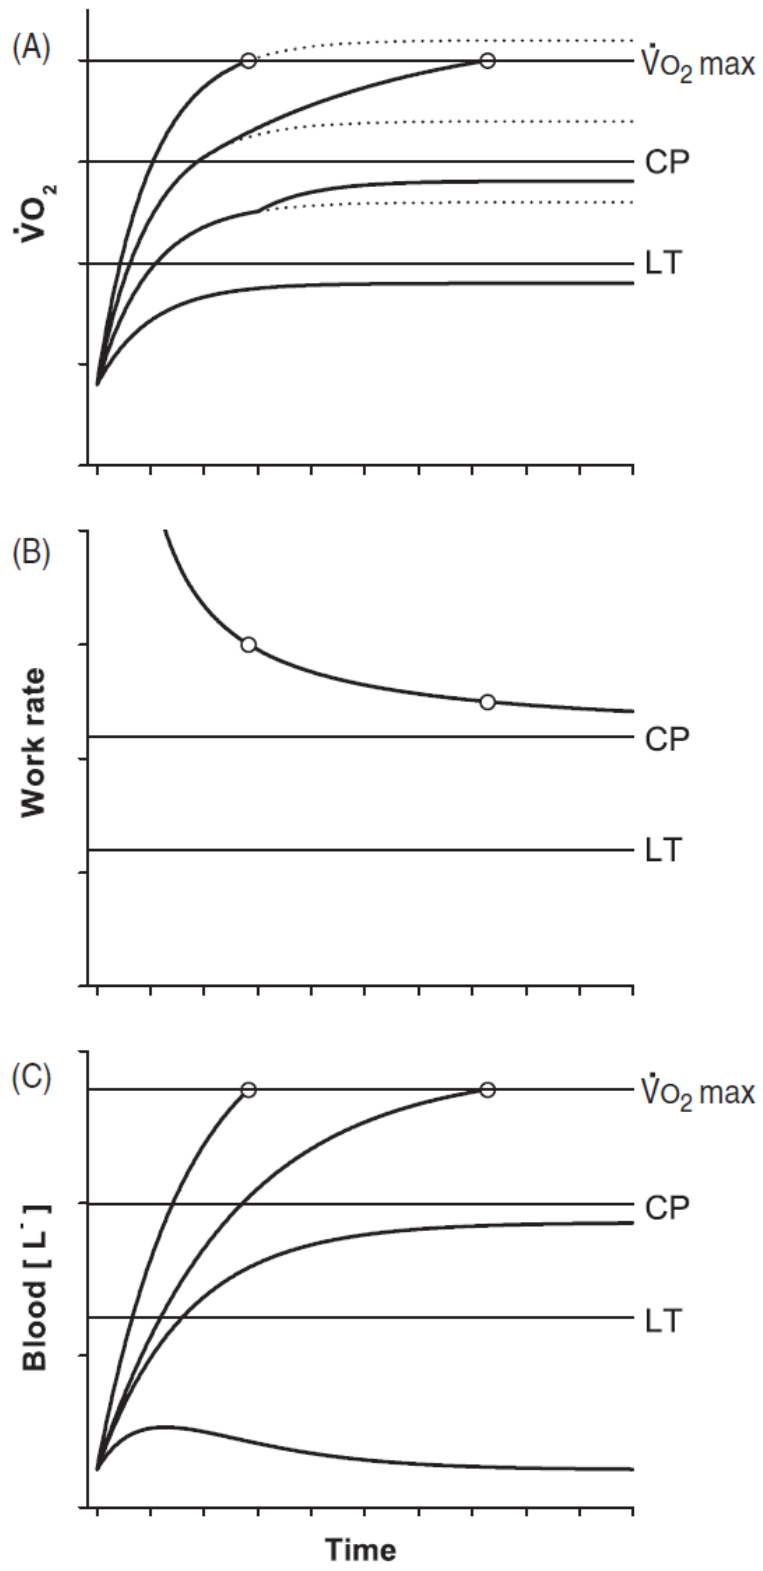 (A)
V̇O₂ max
CP
LT
V̇O₂
(B)
CP
LT
Work rate
(C)
V̇O₂ max
CP
LT
Blood [ L⁻ ]
Time